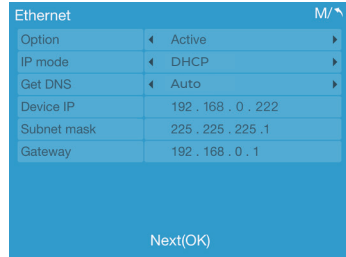 Ethernet M/
Option Active
IP mode DHCP
Get DNS Auto
Device IP 192 . 168 . 0 . 222
Subnet mask 225 . 225 . 225 .1
Gateway 192 . 168 . 0 . 1
Next(OK)